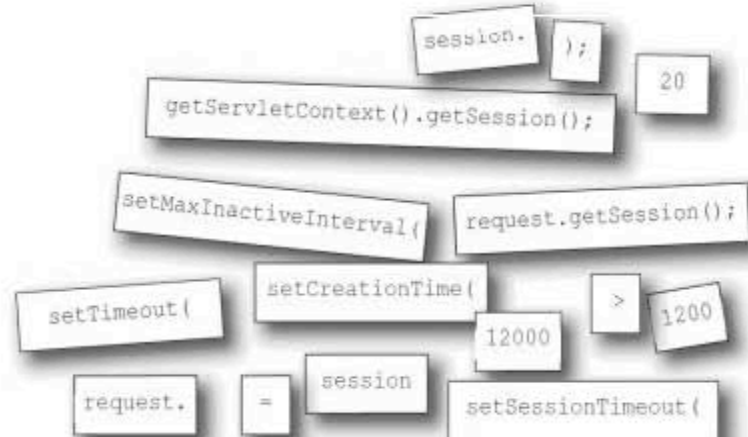 session.
);
20
getServletContext().getSession();
setMaxInactiveInterval(
request.getSession();
setCreationTime(
setTimeout(
>
1200
12000
session
request.
=
setSessionTimeout(